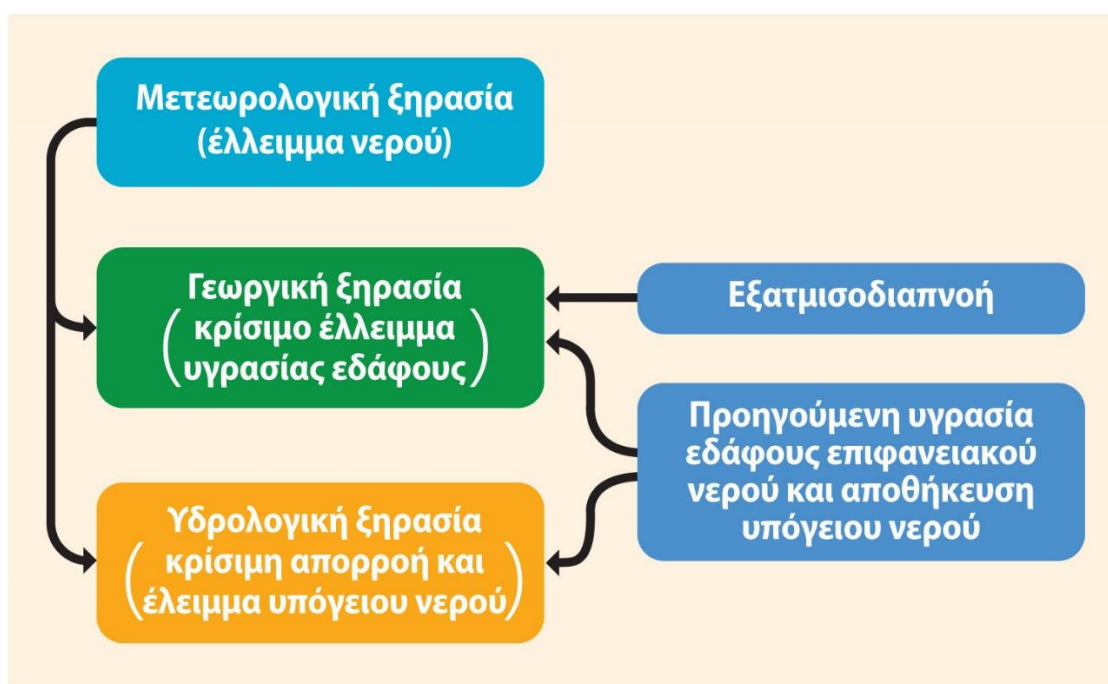 Μετεωρολογική ξηρασία
(έλλειμμα νερού)
Γεωργική ξηρασία
(κρίσιμο έλλειμμα
υγρασίας εδάφους)
Εξατμισοδιαπνοή
Προηγούμενη υγρασία
εδάφους επιφανειακού
νερού και αποθήκευση
υπόγειου νερού
Υδρολογική ξηρασία
(κρίσιμη απορροή και
έλειμμα υπόγειου νερού)